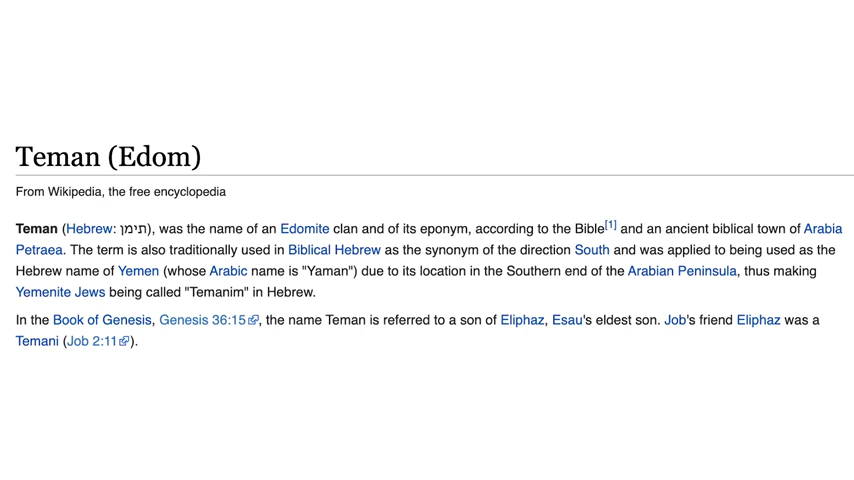 Teman (Edom)
From Wikipedia, the free encyclopedia
Teman (Hebrew: תימן), was the name of an Edomite clan and of its eponym, according to the Bible[1] and an ancient biblical town of Arabia
Petraea. The term is also traditionally used in Biblical Hebrew as the synonym of the direction South and was applied to being used as the
Hebrew name of Yemen (whose Arabic name is "Yaman") due to its location in the Southern end of the Arabian Peninsula, thus making
Yemenite Jews being called "Temanim" in Hebrew.
In the Book of Genesis, Genesis 36:15, the name Teman is referred to a son of Eliphaz, Esau's eldest son. Job's friend Eliphaz was a
Temani (Job 2:11).